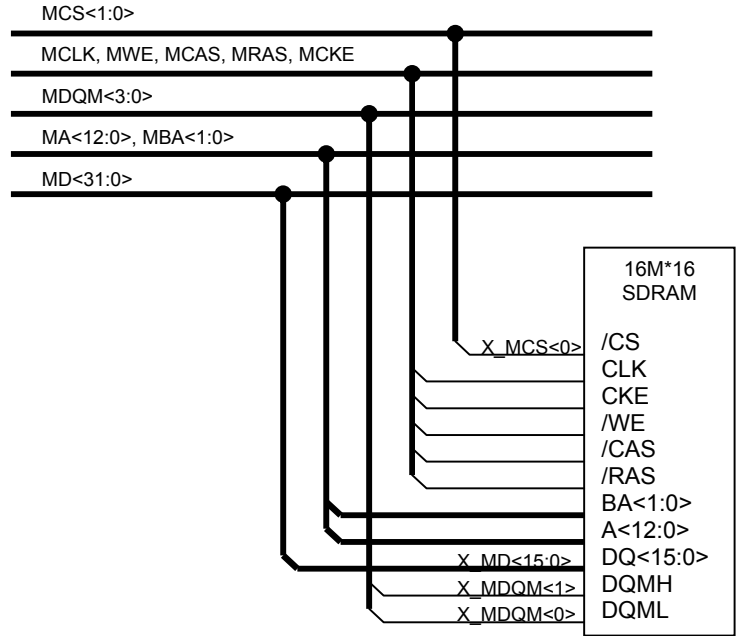 MCS<1:0>
MCLK, MWE, MCAS, MRAS, MCKE
MDQM<3:0>
MA<12:0>, MBA<1:0>
MD<31:0>
16M*16
SDRAM
X_MCS<0> /CS
CLK
CKE
/WE
/CAS
/RAS
BA<1:0>
A<12:0>
X_MD<15:0> DQ<15:0>
X_MDQM<1> DQMH
X_MDQM<0> DQML